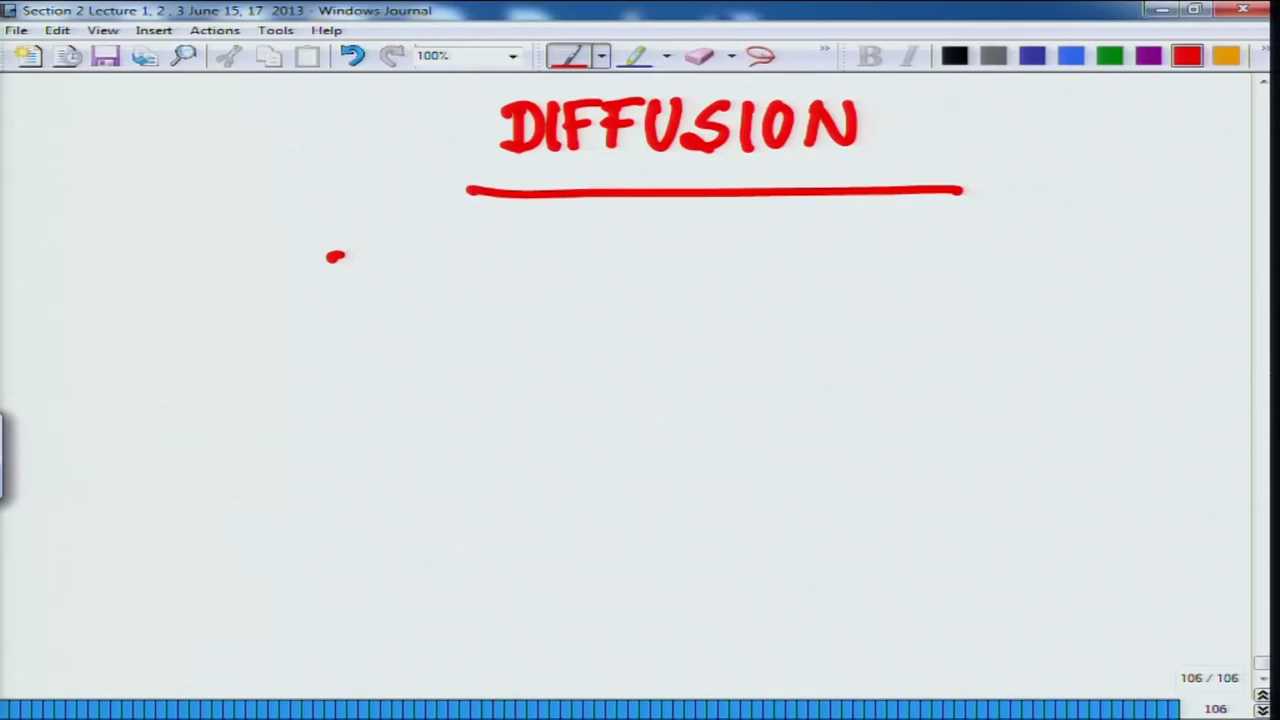 Section 2 Lecture 1, 2 , 3 June 15, 17 2013 - Windows Journal
File Edit View Insert Actions Tools Help
100% B I
DIFFUSION
106 / 106
106